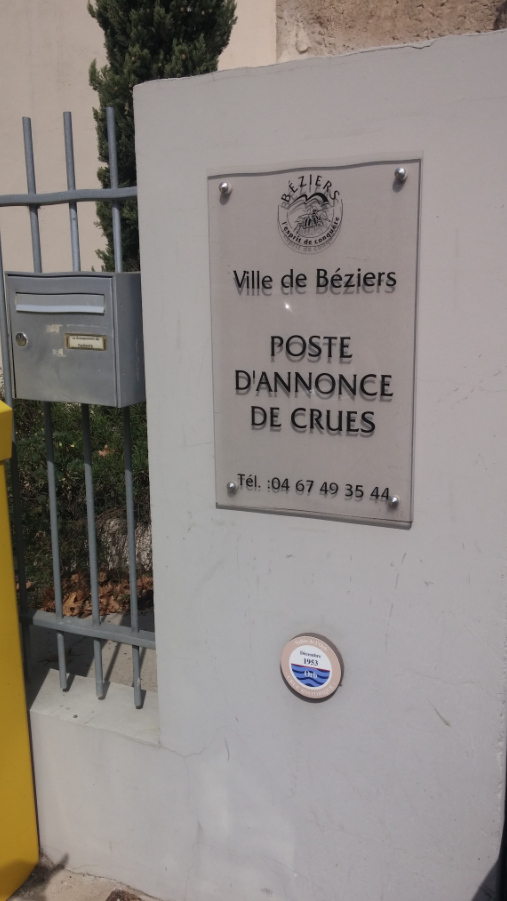 BÉZIERS
l'esprit de conquête
Ville de Béziers
POSTE
D'ANNONCE
DE CRUES
Tél. :04 67 49 35 44
Décembre
1953
Orb